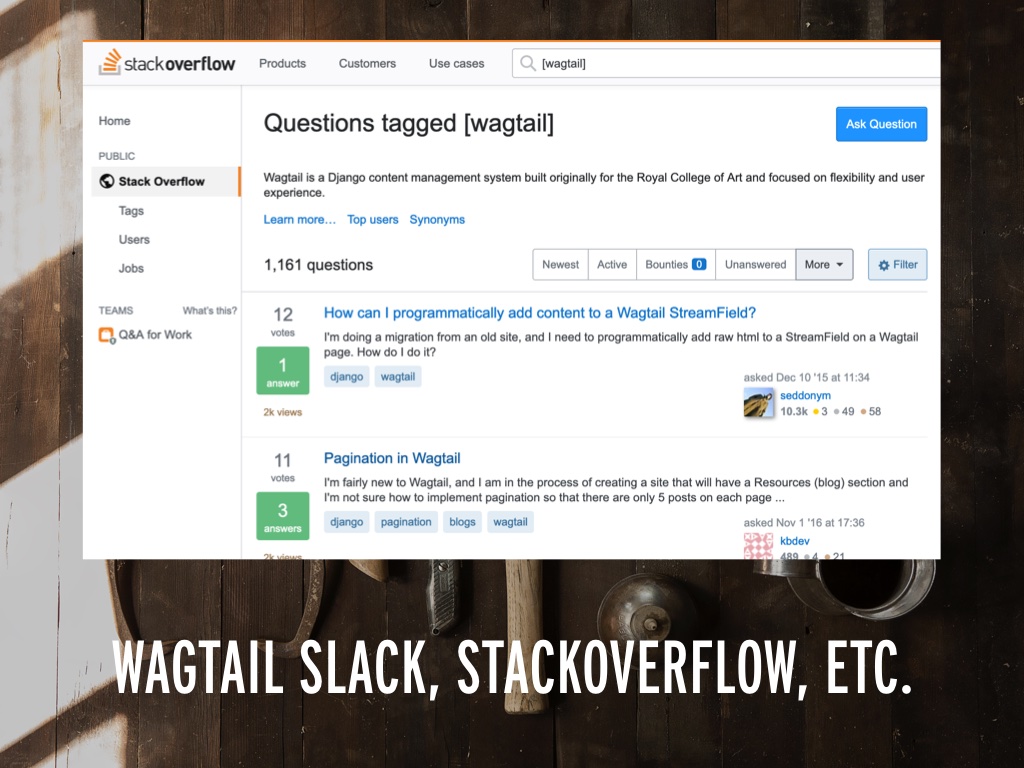 stackoverflow
Products
Customers
Use cases
[wagtail]
Home
PUBLIC
Stack Overflow
Tags
Users
Jobs
TEAMS
What's this?
Q&A for Work
Questions tagged [wagtail]
Ask Question
Wagtail is a Django content management system built originally for the Royal College of Art and focused on flexibility and user
experience.
Learn more… Top users Synonyms
1,161 questions
Newest
Active
Bounties 0
Unanswered
More
Filter
12
votes
1
answer
2k views
How can I programmatically add content to a Wagtail StreamField?
I'm doing a migration from an old site, and I need to programmatically add raw html to a StreamField on a Wagtail
page. How do I do it?
django wagtail
asked Dec 10 '15 at 11:34
seddonym
10.3k 3 49 58
11
votes
3
answers
2k views
Pagination in Wagtail
I'm fairly new to Wagtail, and I am in the process of creating a site that will have a Resources (blog) section and
I'm not sure how to implement pagination so that there are only 5 posts on each page ...
django pagination blogs wagtail
asked Nov 1 '16 at 17:36
kbdev
489 4 21
WAGTAIL SLACK, STACKOVERFLOW, ETC.